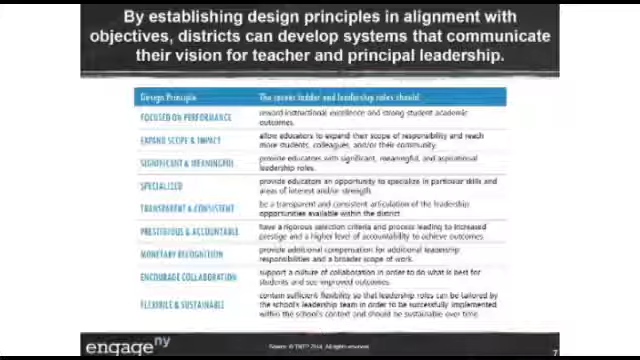 By establishing design principles in alignment with
objectives, districts can develop systems that communicate
their vision for teacher and principal leadership.
Design Principle The career ladder and leadership roles should
FOCUSED ON PERFORMANCE reward instructional excellence and strong student academic
outcomes.
EXPAND SCOPE & IMPACT allow educators to expand their scope of responsibility and reach
more students, colleagues, and/or their community.
SIGNIFICANT & MEANINGFUL provide educators with significant, meaningful, and aspirational
leadership roles.
SPECIALIZED provide educators an opportunity to specialize in particular skills and
areas of interest and/or strength.
TRANSPARENT & CONSISTENT be a transparent and consistent articulation of the leadership
opportunities available within the district.
PRESTIGIOUS & ACCOUNTABLE have a rigorous selection criteria and process leading to increased
prestige and a higher level of accountability to achieve outcomes.
MONETARY RECOGNITION provide additional compensation for additional leadership
responsibilities and a broader scope of work.
ENCOURAGE COLLABORATION support a culture of collaboration in order to do what is best for
students and see improved outcomes.
FLEXIBLE & SUSTAINABLE contain sufficient flexibility so that leadership roles can be tailored by
the school's leadership team in order to be successfully implemented
within the school's context and should be sustainable over time.
engageny
Source: © TNTP 2014. All rights reserved.
7